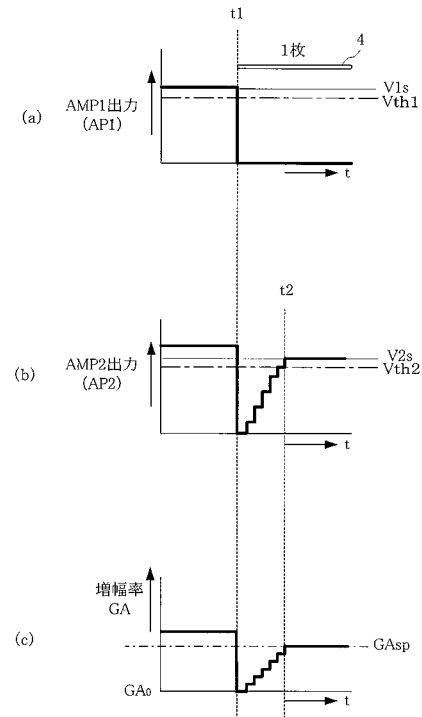 t1
1枚
4
V1s
Vth1
AMP1出力
(AP1)
(a)
t
t2
V2s
Vth2
AMP2出力
(AP2)
(b)
t
増幅率
GA
GAsp
(c)
GA₀
t